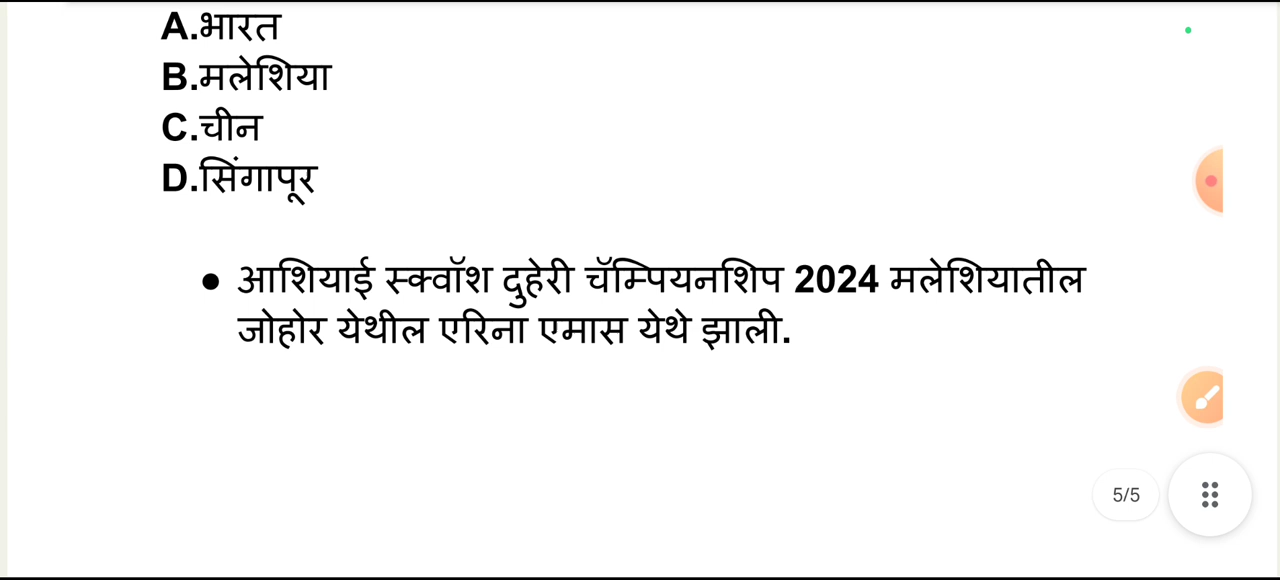 A.भारत
B.मलेशिया
C.चीन
D.सिंगापूर
● आशियाई स्क्वॉश दुहेरी चॅम्पियनशिप 2024 मलेशियातील
जोहोर येथील एरिना एमास येथे झाली.
5/5